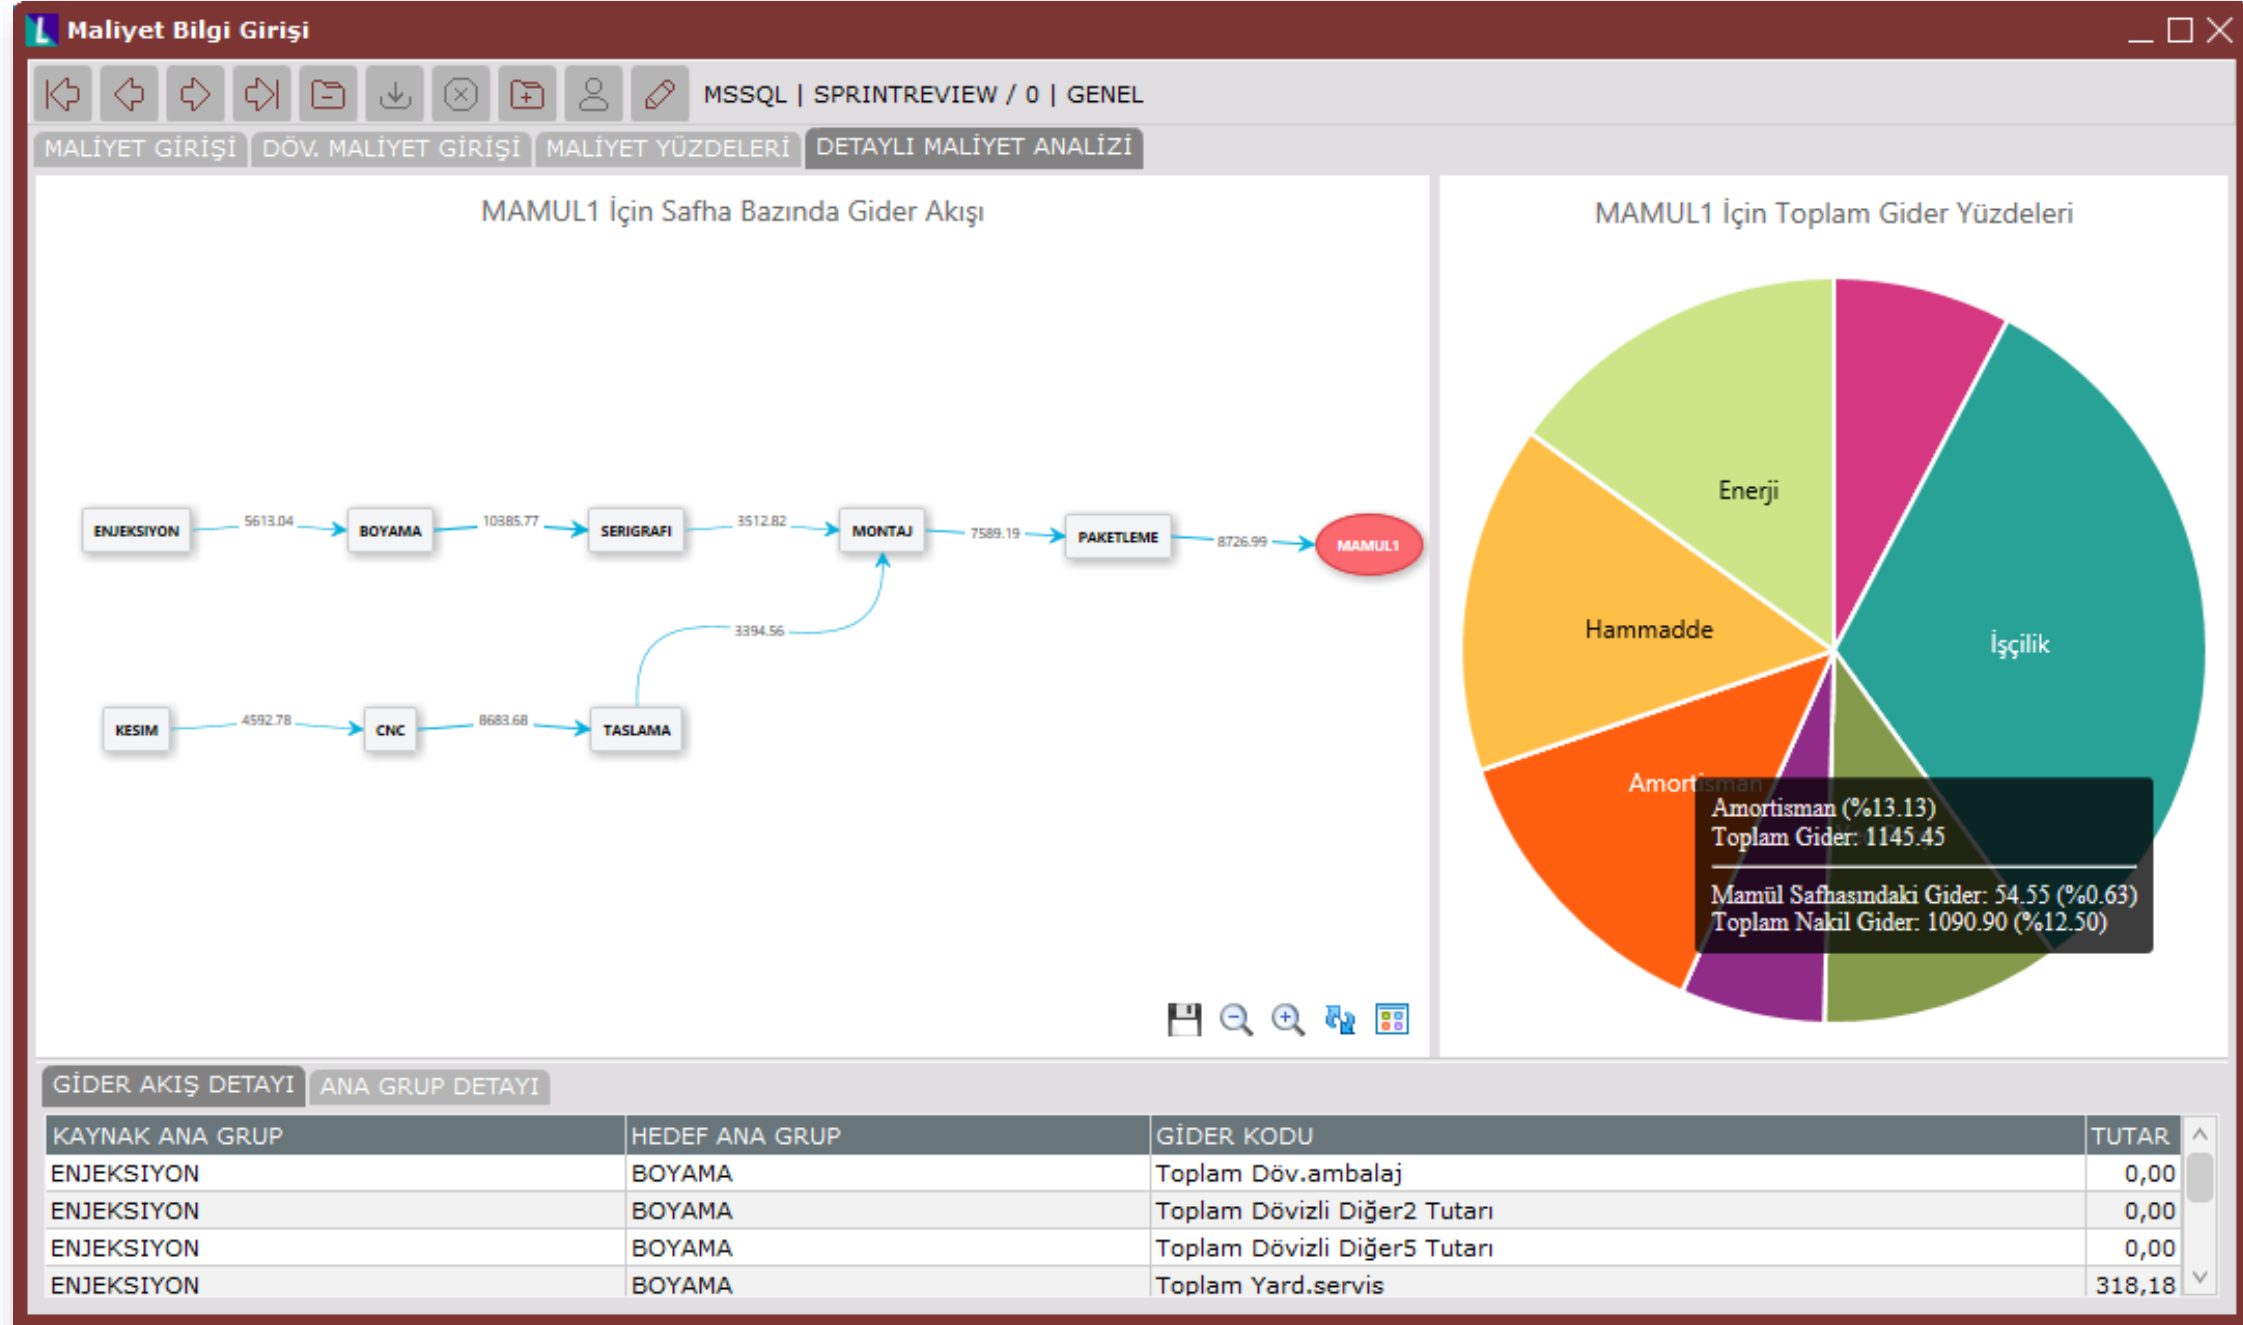 Maliyet Bilgi Girişi
MSSQL | SPRINTREVIEW / 0 | GENEL
MALİYET GİRİŞİ DÖV. MALİYET GİRİŞİ MALİYET YÜZDELERİ DETAYLI MALİYET ANALİZİ
MAMUL1 İçin Safha Bazında Gider Akışı
ENJEKSIYON 5613.04 BOYAMA 10385.77 SERIGRAFI 3512.82 MONTAJ 7589.19 PAKETLEME 8726.99 MAMUL1
3394.56
KESIM 4592.78 CNC 8683.68 TASLAMA
MAMUL1 İçin Toplam Gider Yüzdeleri
Enerji
Hammadde
İşçilik
Amortisman
Amortisman (%13.13)
Toplam Gider: 1145.45
Mamül Safhasındaki Gider: 54.55 (%0.63)
Toplam Nakil Gider: 1090.90 (%12.50)
GİDER AKIŞ DETAYI ANA GRUP DETAYI
KAYNAK ANA GRUP HEDEF ANA GRUP GİDER KODU TUTAR
ENJEKSIYON BOYAMA Toplam Döv.ambalaj 0,00
ENJEKSIYON BOYAMA Toplam Dövizli Diğer2 Tutarı 0,00
ENJEKSIYON BOYAMA Toplam Dövizli Diğer5 Tutarı 0,00
ENJEKSIYON BOYAMA Toplam Yard.servis 318,18